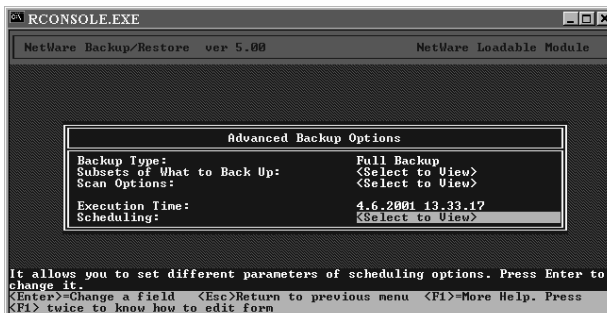 RCONSOLE.EXE
NetWare Backup/Restore ver 5.00 NetWare Loadable Module
Advanced Backup Options
Backup Type: Full Backup
Subsets of What to Back Up: <Select to View>
Scan Options: <Select to View>
Execution Time: 4.6.2001 13.33.17
Scheduling: <Select to View>
It allows you to set different parameters of scheduling options. Press Enter to
change it.
<Enter>=Change a field <Esc>Return to previous menu <F1>=More Help. Press
<F1> twice to know how to edit form